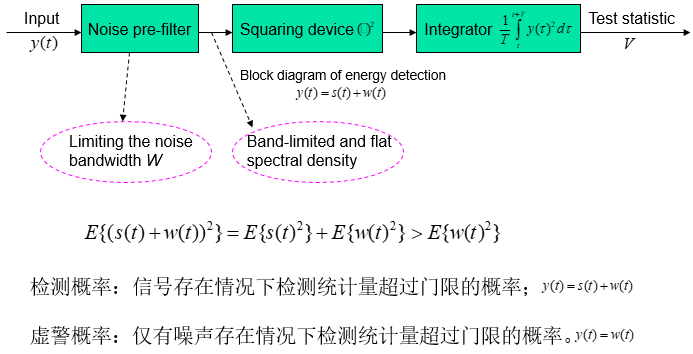 Input
y(t)
Noise pre-filter
Squaring device ( )²
Integrator 1/T ∫ₜᵗ⁺ᵀ y(τ)²dτ
Test statistic
V
Block diagram of energy detection
y(t) = s(t) + w(t)
Limiting the noise
bandwidth W
Band-limited and flat
spectral density
E{(s(t) + w(t))²} = E{s(t)²} + E{w(t)²} > E{w(t)²}
检测概率：信号存在情况下检测统计量超过门限的概率；y(t) = s(t) + w(t)
虚警概率：仅有噪声存在情况下检测统计量超过门限的概率。y(t) = w(t)